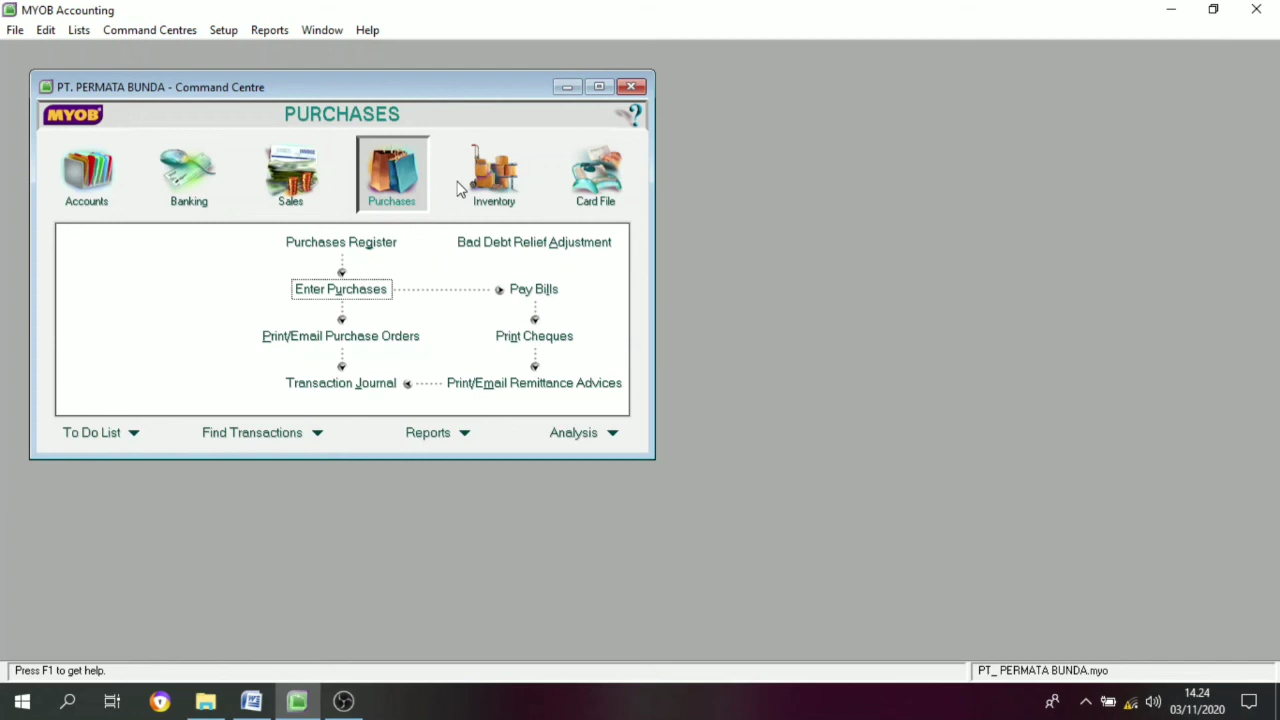 MYOB Accounting
File Edit Lists Command Centres Setup Reports Window Help
PT. PERMATA BUNDA - Command Centre
MYOB PURCHASES ?
Accounts Banking Sales Purchases Inventory Card File
Purchases Register Bad Debt Relief Adjustment
Enter Purchases Pay Bills
Print/Email Purchase Orders Print Cheques
Transaction Journal Print/Email Remittance Advices
To Do List Find Transactions Reports Analysis
Press F1 to get help. PT_ PERMATA BUNDA.myo
14.24
03/11/2020